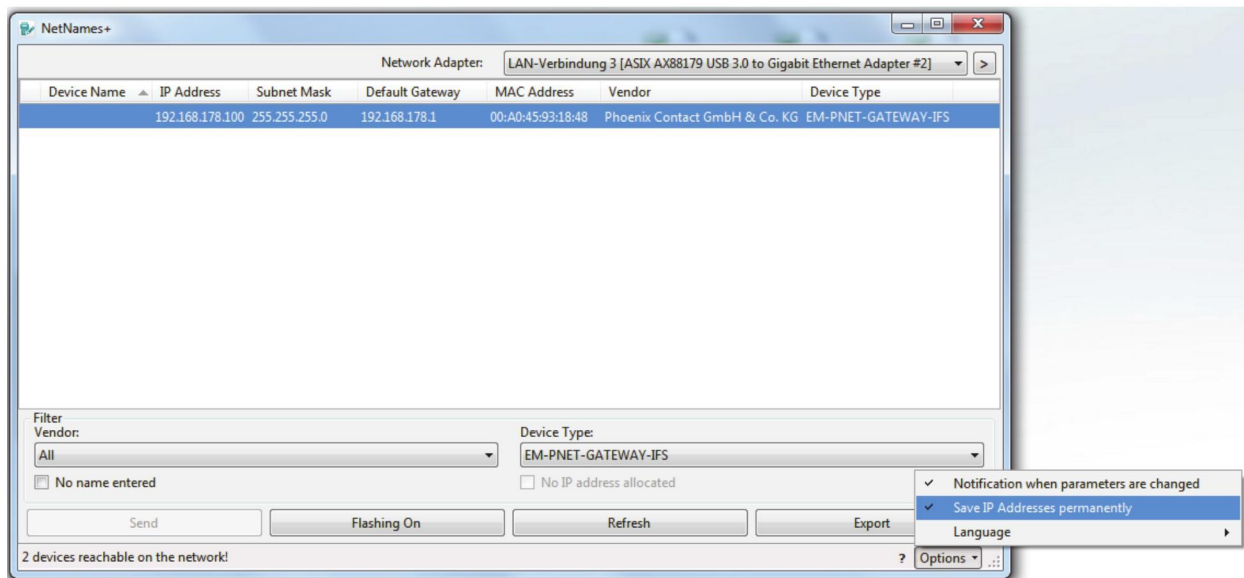 NetNames+
Network Adapter: LAN-Verbindung 3 [ASIX AX88179 USB 3.0 to Gigabit Ethernet Adapter #2] >
Device Name IP Address Subnet Mask Default Gateway MAC Address Vendor Device Type
192.168.178.100 255.255.255.0 192.168.178.1 00:A0:45:93:18:48 Phoenix Contact GmbH & Co. KG EM-PNET-GATEWAY-IFS
Filter
Vendor: Device Type:
All EM-PNET-GATEWAY-IFS
No name entered No IP address allocated
Notification when parameters are changed
Save IP Addresses permanently
Language
Send Flashing On Refresh Export
2 devices reachable on the network! ? Options